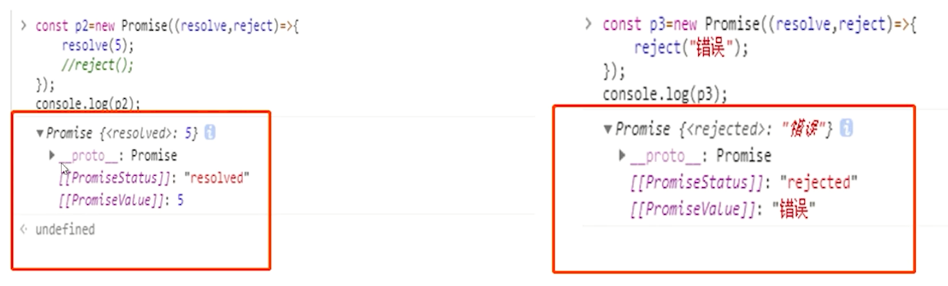 > const p2=new Promise((resolve,reject)=>{
resolve(5);
//reject();
});
console.log(p2);
▼Promise {<resolved>: 5} i
▶__proto__: Promise
[[PromiseStatus]]: "resolved"
[[PromiseValue]]: 5
<· undefined
> const p3=new Promise((resolve,reject)=>{
reject("错误");
});
console.log(p3);
▼Promise {<rejected>: "错误"} i
▶__proto__: Promise
[[PromiseStatus]]: "rejected"
[[PromiseValue]]: "错误"